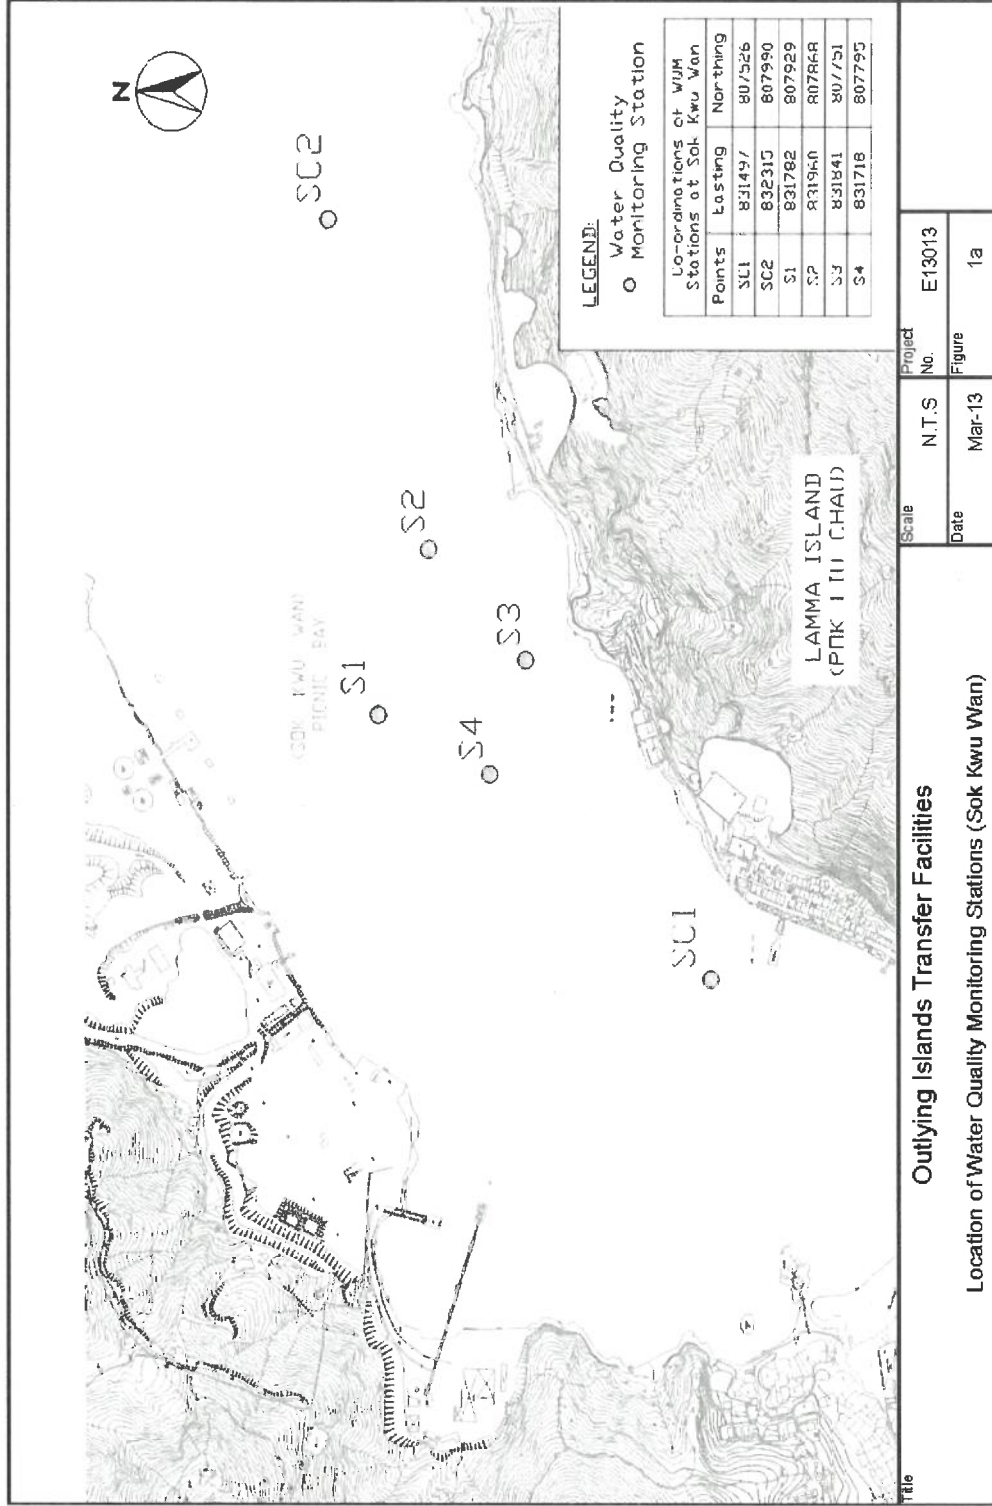 N
SC2
S2
S1
S3
S4
SC1
(SOK KWU WAN)
PICNIC BAY
LAMMA ISLAND
LEGEND:
Water Quality
Monitoring Station
Co-ordinations of WQM
Stations at Sok Kwu Wan
Points Easting Northing
SC1 831497 807526
SC2 832315 807990
S1 831782 807929
S2 831960 807868
S3 831841 807751
S4 831718 807795
Title
Outlying Islands Transfer Facilities
Location of Water Quality Monitoring Stations (Sok Kwu Wan)
Scale N.T.S
Project No. E13013
Date Mar-13
Figure 1a